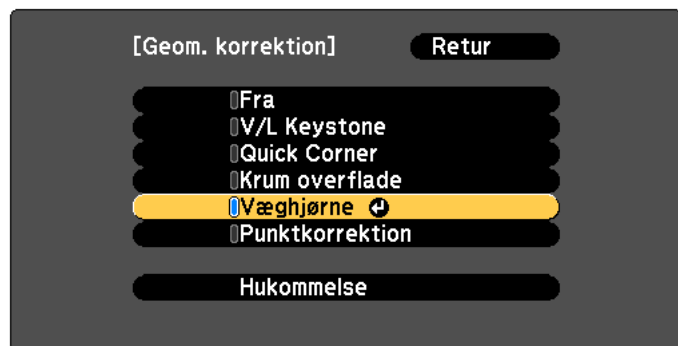 [Geom. korrektion] Retur
Fra
V/L Keystone
Quick Corner
Krum overflade
Væghjørne
Punktkorrektion
Hukommelse